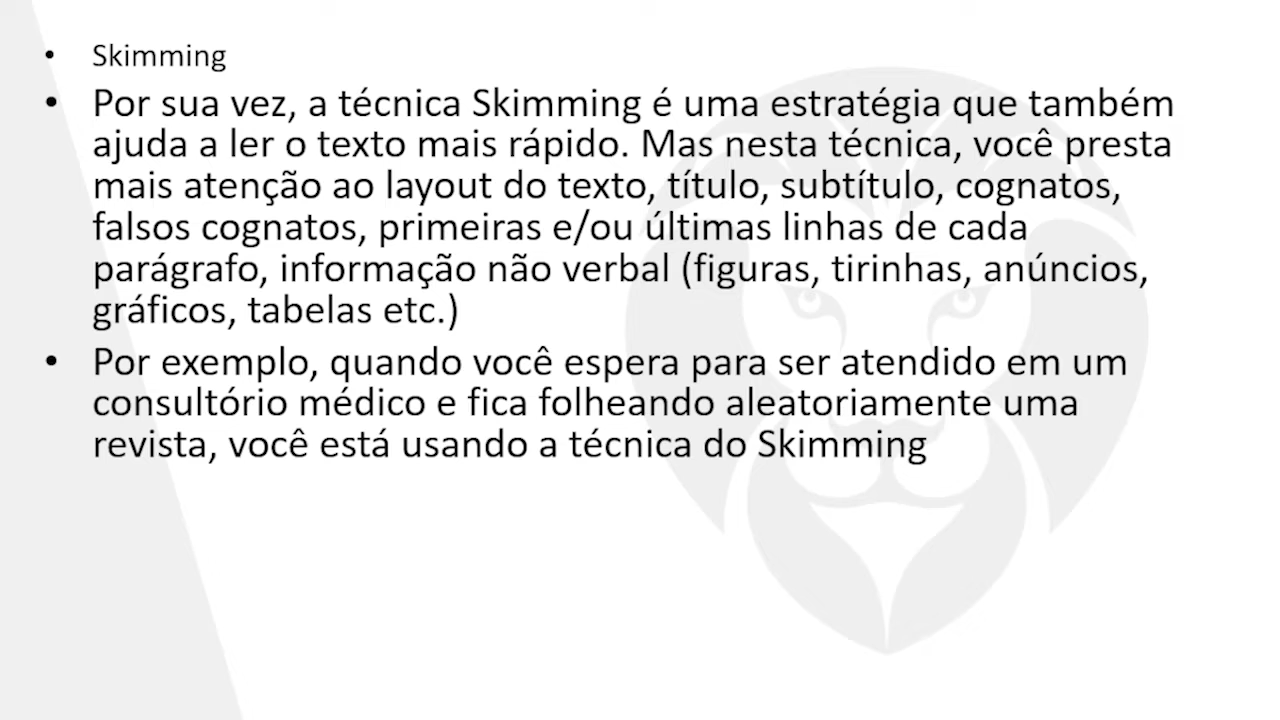 • Skimming
• Por sua vez, a técnica Skimming é uma estratégia que também
ajuda a ler o texto mais rápido. Mas nesta técnica, você presta
mais atenção ao layout do texto, título, subtítulo, cognatos,
falsos cognatos, primeiras e/ou últimas linhas de cada
parágrafo, informação não verbal (figuras, tirinhas, anúncios,
gráficos, tabelas etc.)
• Por exemplo, quando você espera para ser atendido em um
consultório médico e fica folheando aleatoriamente uma
revista, você está usando a técnica do Skimming